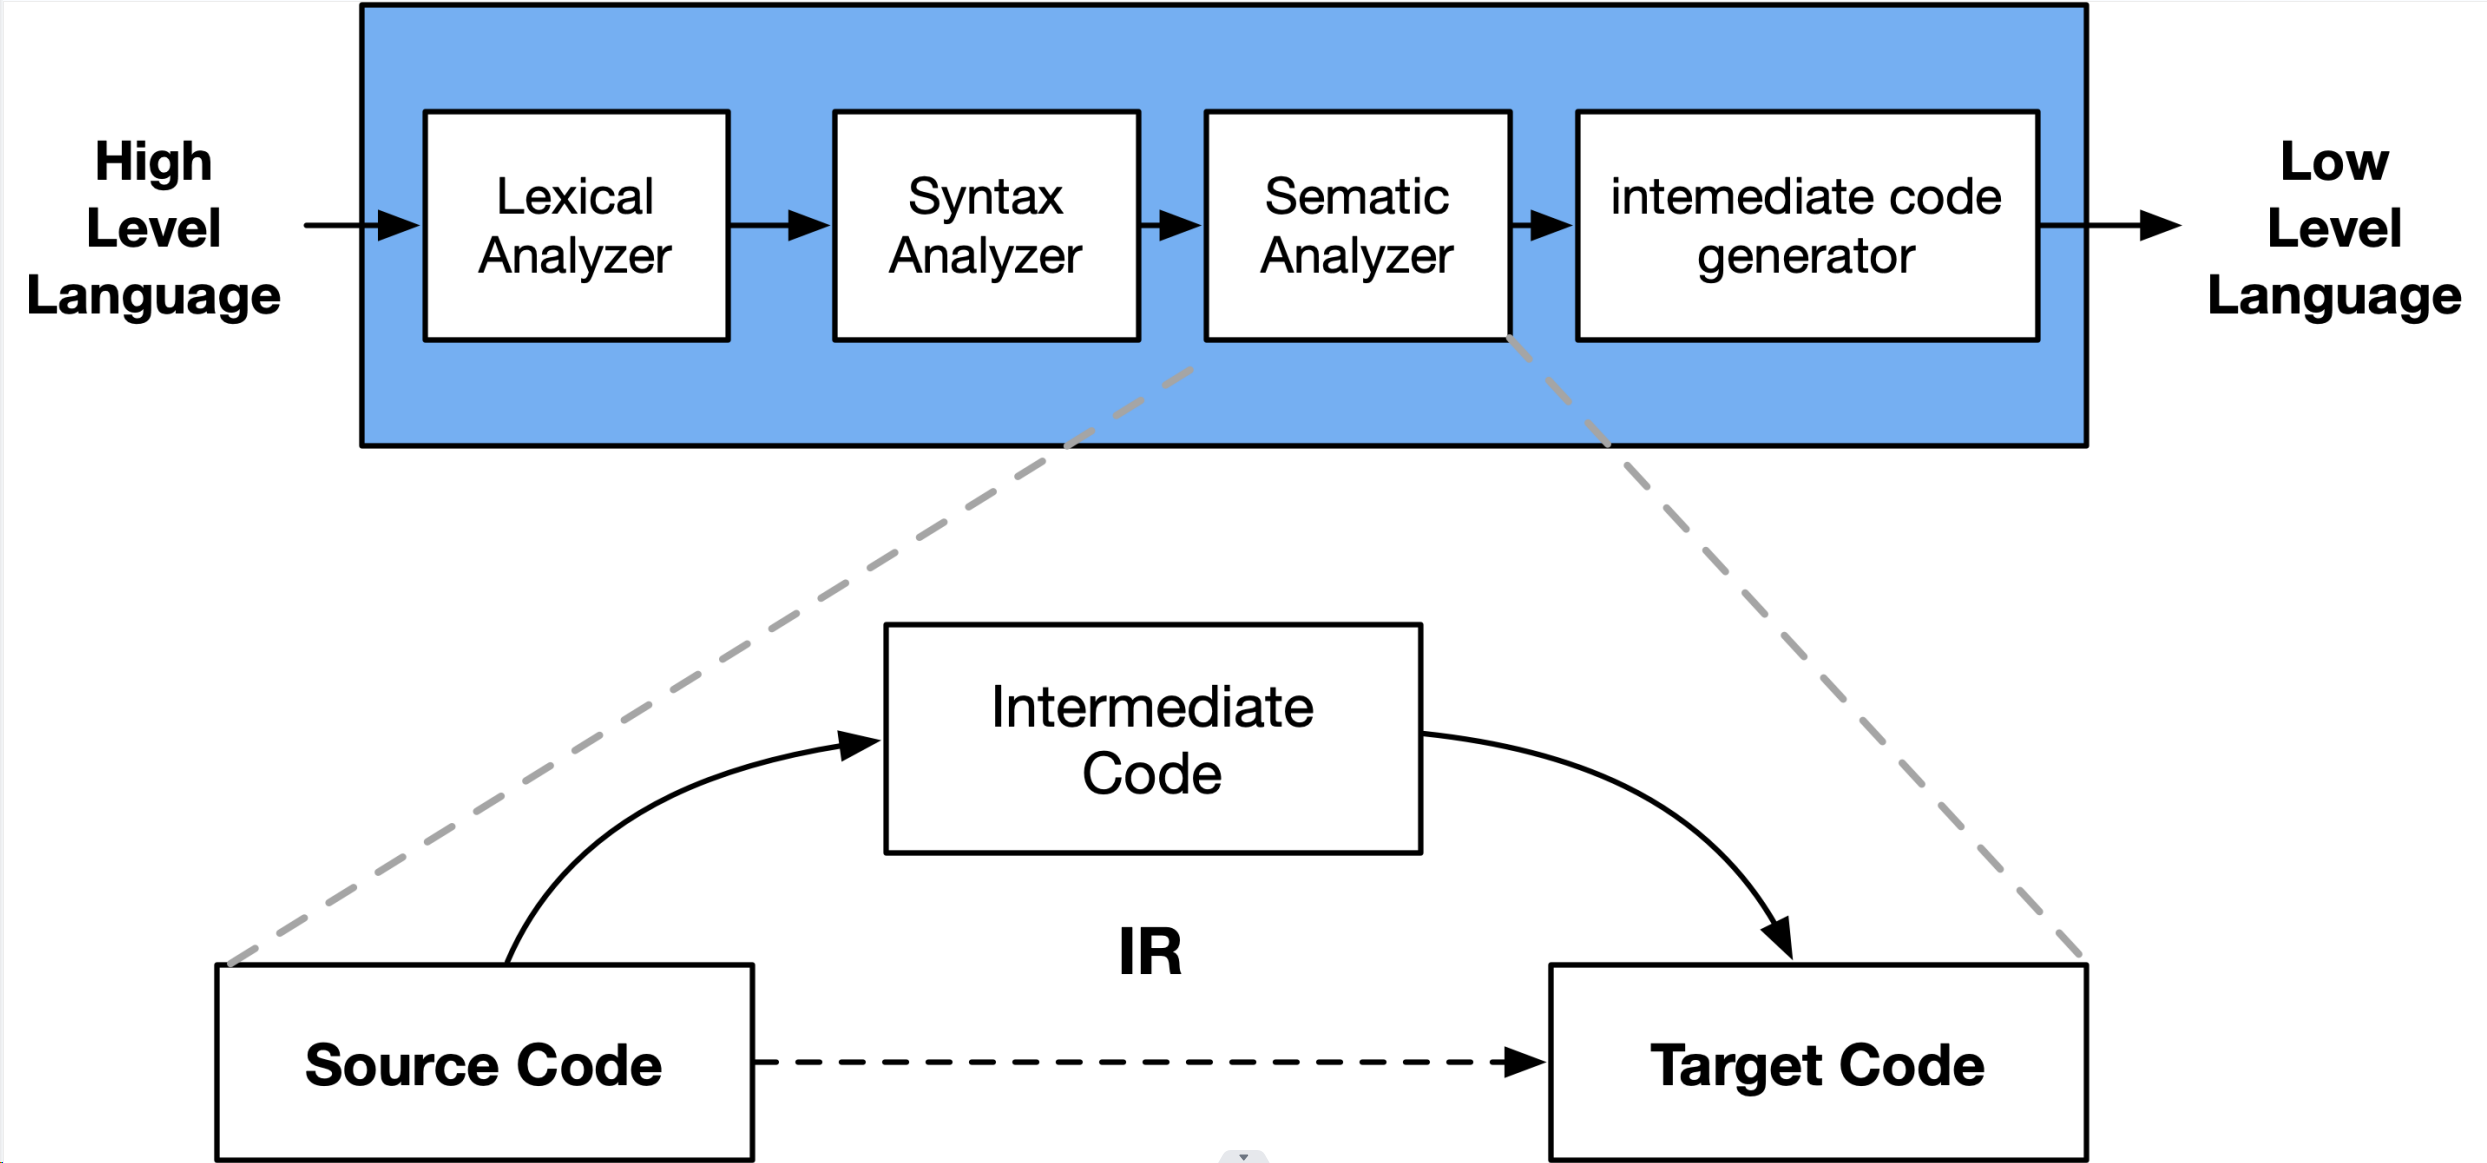 High
Level
Language
Lexical
Analyzer
Syntax
Analyzer
Sematic
Analyzer
intemediate code
generator
Low
Level
Language
Intermediate
Code
IR
Source Code
Target Code